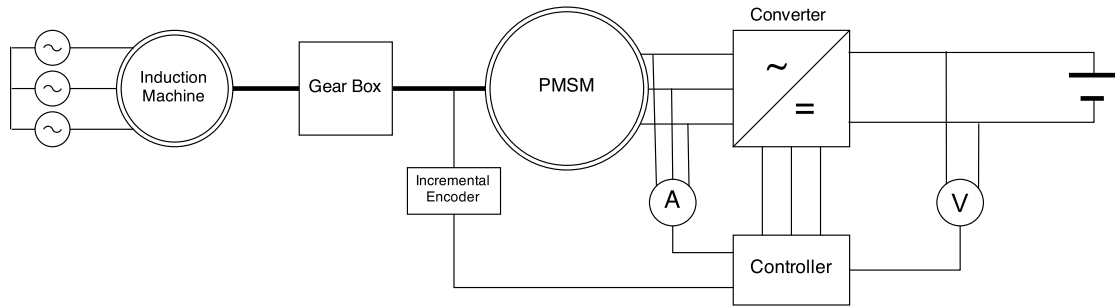 Converter
Induction
Machine
Gear Box
PMSM
~
=
Incremental
Encoder
A
V
Controller